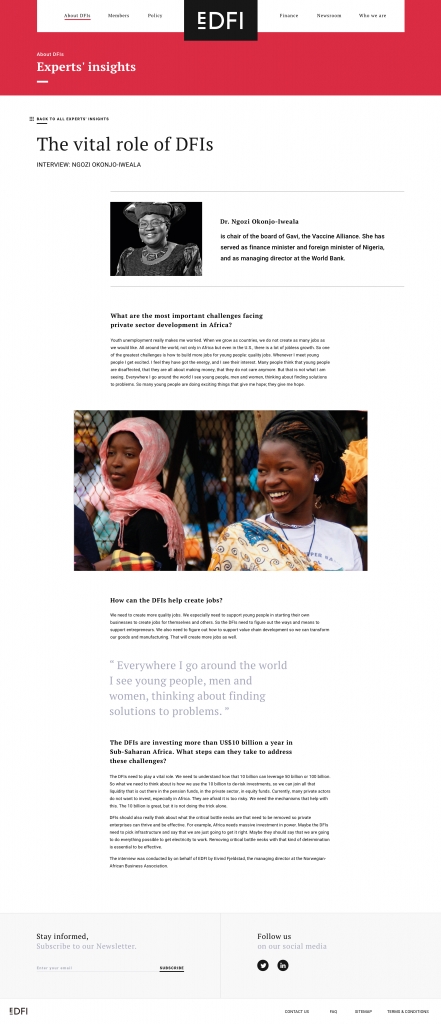 About DFIs
Members
Policy
EDFI
Finance
Newsroom
Who we are
About DFIs
Experts' insights
BACK TO ALL EXPERTS' INSIGHTS
The vital role of DFIs
INTERVIEW: NGOZI OKONJO-IWEALA
Dr. Ngozi Okonjo-Iweala
is chair of the board of Gavi, the Vaccine Alliance. She has
served as finance minister and foreign minister of Nigeria,
and as managing director at the World Bank.
What are the most important challenges facing
private sector development in Africa?
Youth unemployment really makes me worried. When we grow as countries, we do not create as many jobs as
we would like. All around the world, not only in Africa but even in the U.S., there is a lot of jobless growth. So one
of the greatest challenges is how to build more jobs for young people; quality jobs. Whenever I meet young
people I get excited. I feel they have got the energy, and I see their interest. Many people think that young people
are disaffected, that they are all about making money, that they do not care anymore. But that is not what I am
seeing. Everywhere I go around the world I see young people, men and women, thinking about finding solutions
to problems. So many young people are doing exciting things that give me hope; they give me hope.
How can the DFIs help create jobs?
We need to create more quality jobs. We especially need to support young people in starting their own
businesses to create jobs for themselves and others. So the DFIs need to figure out the ways and means to
support entrepreneurs. We also need to figure out how to support value chain development so we can transform
our goods and manufacturing. That will create more jobs as well.
" Everywhere I go around the world
I see young people, men and
women, thinking about finding
solutions to problems. "
The DFIs are investing more than US$10 billion a year in
Sub-Saharan Africa. What steps can they take to address
these challenges?
The DFIs need to play a vital role. We need to understand how that 10 billion can leverage 50 billion or 100 billion.
So what we need to think about is how we use the 10 billion to de-risk investments, so we can join all that
liquidity that is out there in the pension funds, in the private sector, in equity funds. Currently, many private actors
do not want to invest, especially in Africa. They are afraid it is too risky. We need the mechanisms that help with
this. The 10 billion is great, but it is not doing the trick alone.
DFIs should also really think about what the critical bottle necks are that need to be removed so private
enterprises can thrive and be effective. For example, Africa needs massive investment in power. Maybe the DFIs
need to pick infrastructure and say that we are just going to get it right. Maybe they should say that we are going
to do everything possible to get electricity to work. Removing critical bottle necks with that kind of determination
is essential to be effective.
The interview was conducted by on behalf of EDFI by Eivind Fjeldstad, the managing director at the Norwegian-
African Business Association.
Stay informed,
Subscribe to our Newsletter.
Enter your email
SUBSCRIBE
Follow us
on our social media
EDFI
CONTACT US
FAQ
SITEMAP
TERMS & CONDITIONS